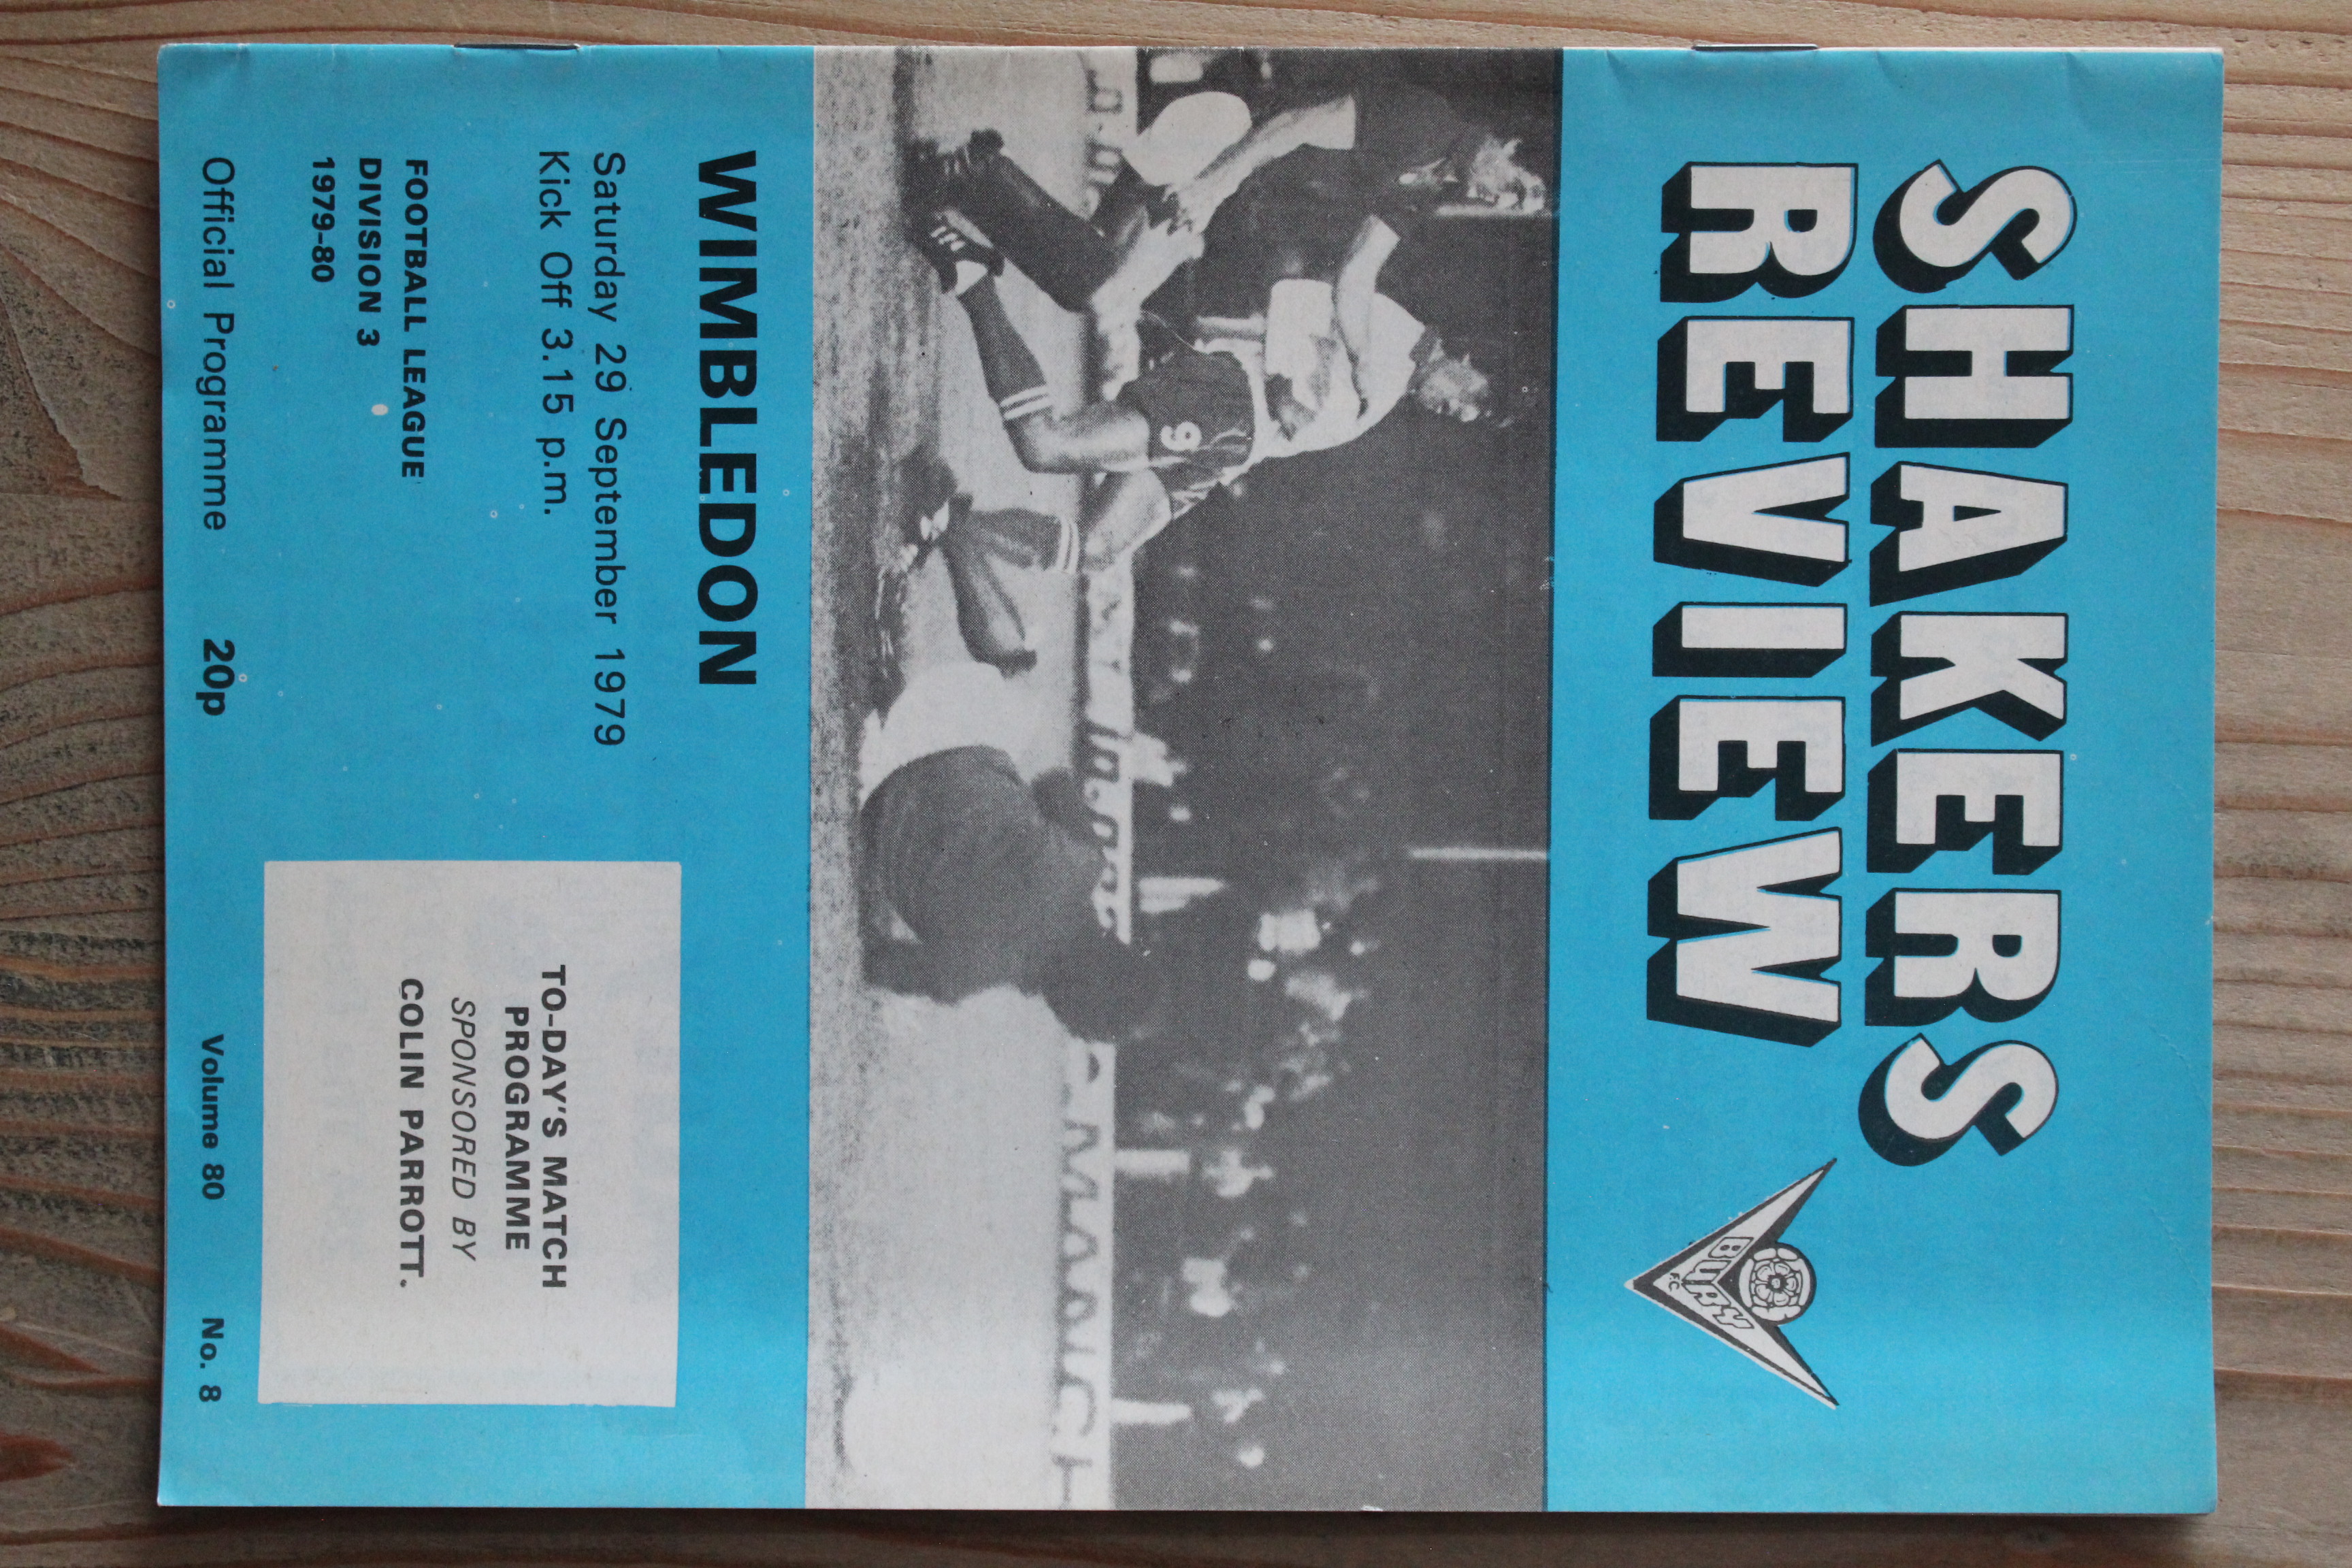 SHAKERS
REVIEW
BURY
F.C
9
WIMBLEDON
Saturday 29 September 1979
Kick Off 3.15 p.m.
FOOTBALL LEAGUE
DIVISION 3
1979-80
TO-DAY'S MATCH
PROGRAMME
SPONSORED BY
COLIN PARROTT.
Official Programme 20p Volume 80 No. 8